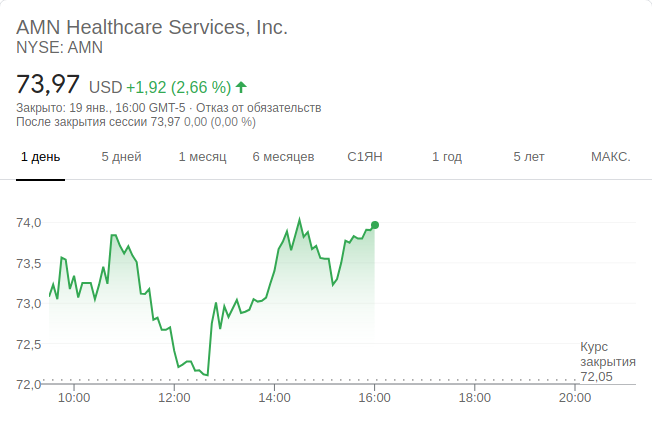 AMN Healthcare Services, Inc.
NYSE: AMN
73,97 USD +1,92 (2,66 %)
Закрыто: 19 янв., 16:00 GMT-5 · Отказ от обязательств
После закрытия сессии 73,97 0,00 (0,00 %)
1 день 5 дней 1 месяц 6 месяцев С1ЯН 1 год 5 лет МАКС.
74,0
73,5
73,0
72,5
72,0
Курс
закрытия
72,05
10:00 12:00 14:00 16:00 18:00 20:00